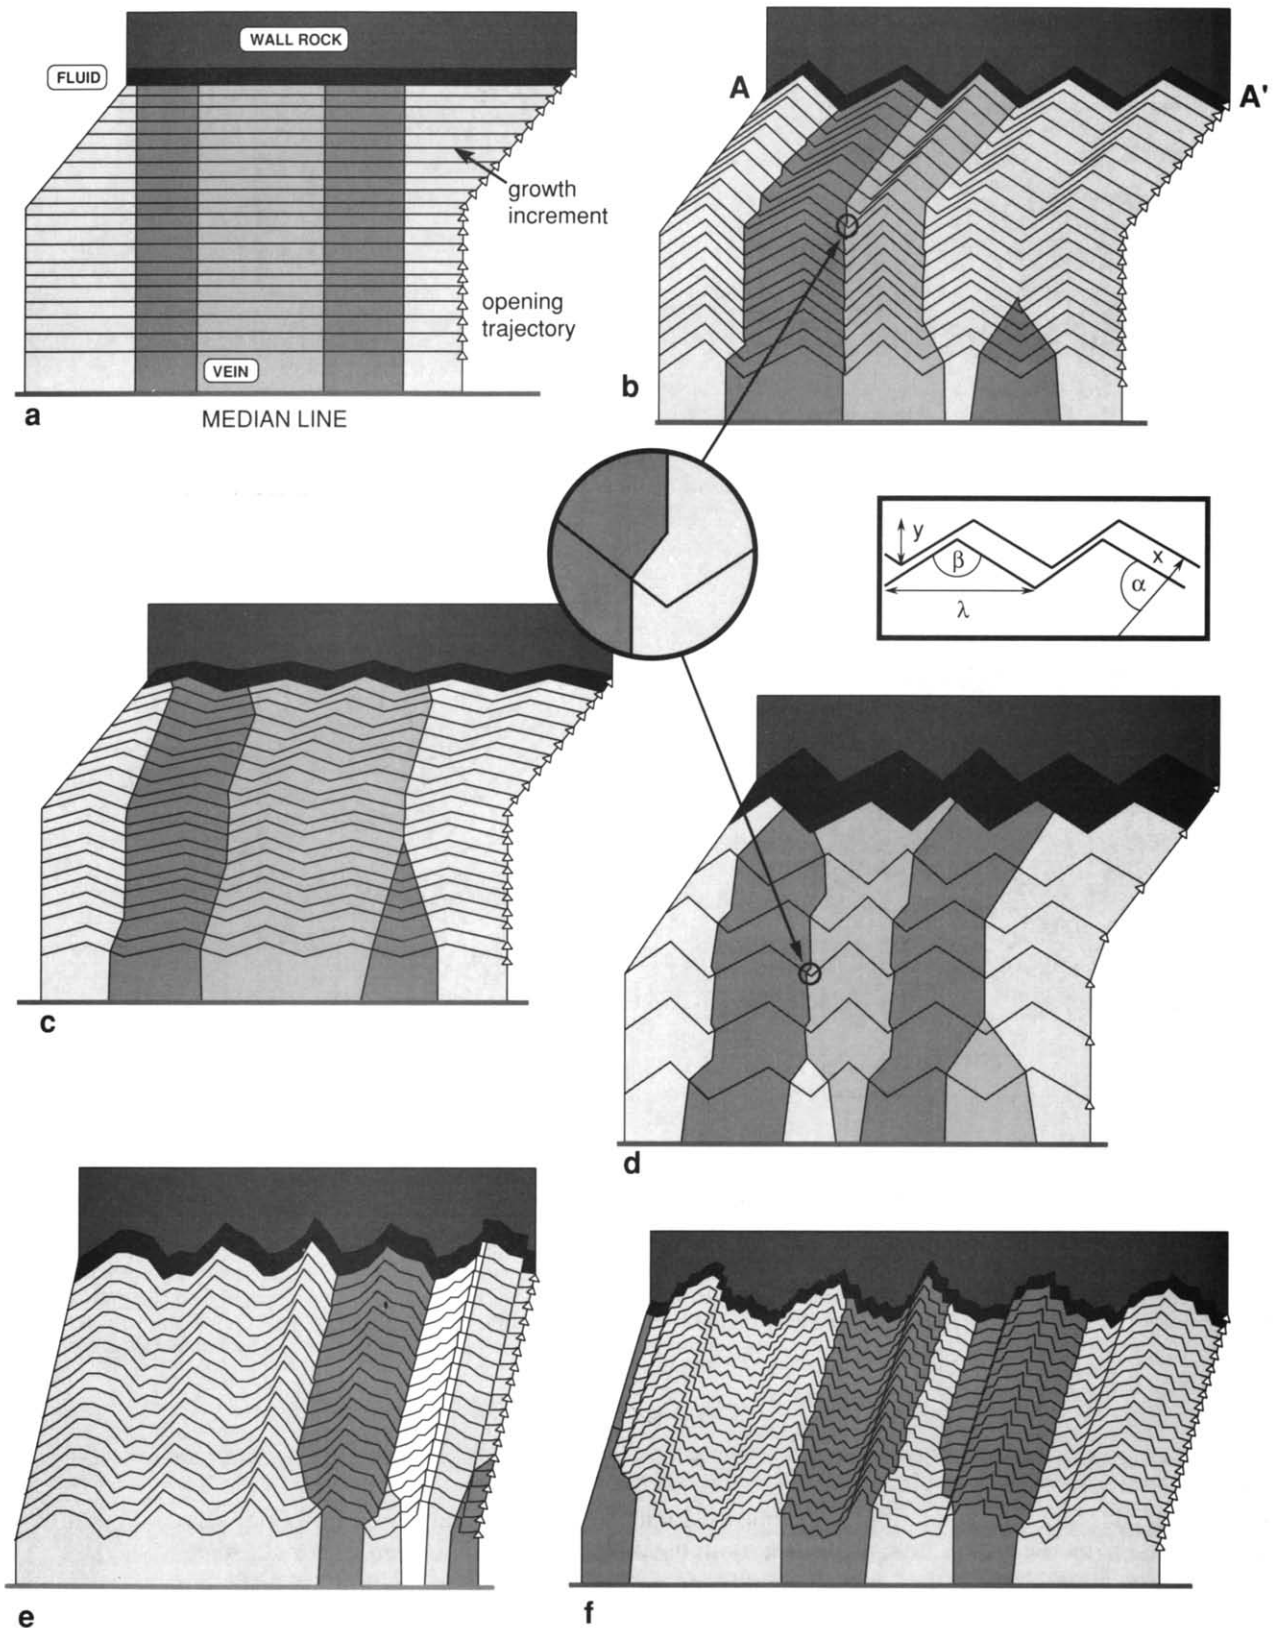 WALL ROCK
FLUID
growth
increment
opening
trajectory
VEIN
a
MEDIAN LINE
A
A'
b
y
β
x
α
λ
c
d
e
f